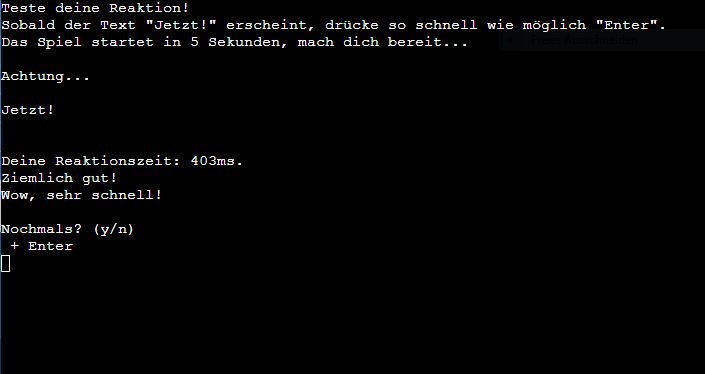 Teste deine Reaktion!
Sobald der Text "Jetzt!" erscheint, drücke so schnell wie möglich "Enter".
Das Spiel startet in 5 Sekunden, mach dich bereit...
Achtung...
Jetzt!
Deine Reaktionszeit: 403ms.
Ziemlich gut!
Wow, sehr schnell!
Nochmals? (y/n)
+ Enter